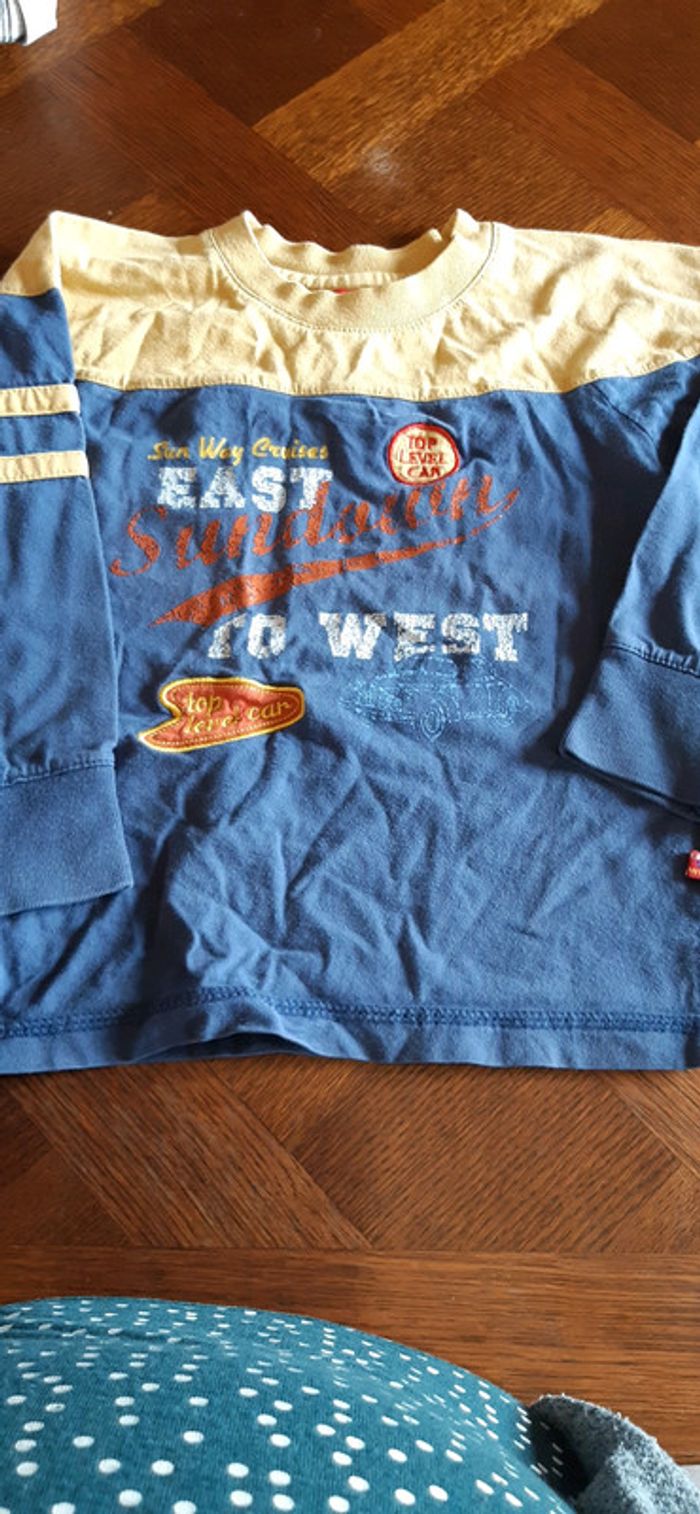 Sun Way Cruises
TOP
LEVEL
CAR
EAST
Sundown
TO WEST
top
level car